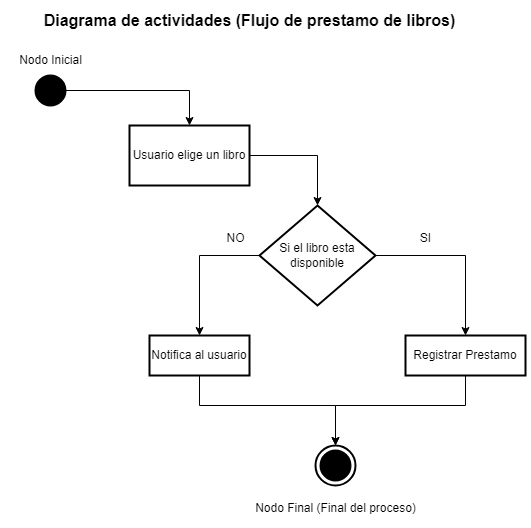 Diagrama de actividades (Flujo de prestamo de libros)
Nodo Inicial
Usuario elige un libro
NO
SI
Si el libro esta
disponible
Notifica al usuario
Registrar Prestamo
Nodo Final (Final del proceso)